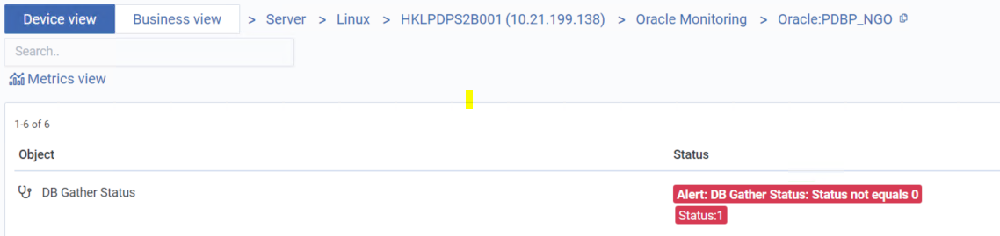 Device view Business view > Server > Linux > HKLPDPS2B001 (10.21.199.138) > Oracle Monitoring > Oracle:PDBP_NGO
Search..
Metrics view
1-6 of 6
Object Status
DB Gather Status Alert: DB Gather Status: Status not equals 0
Status:1